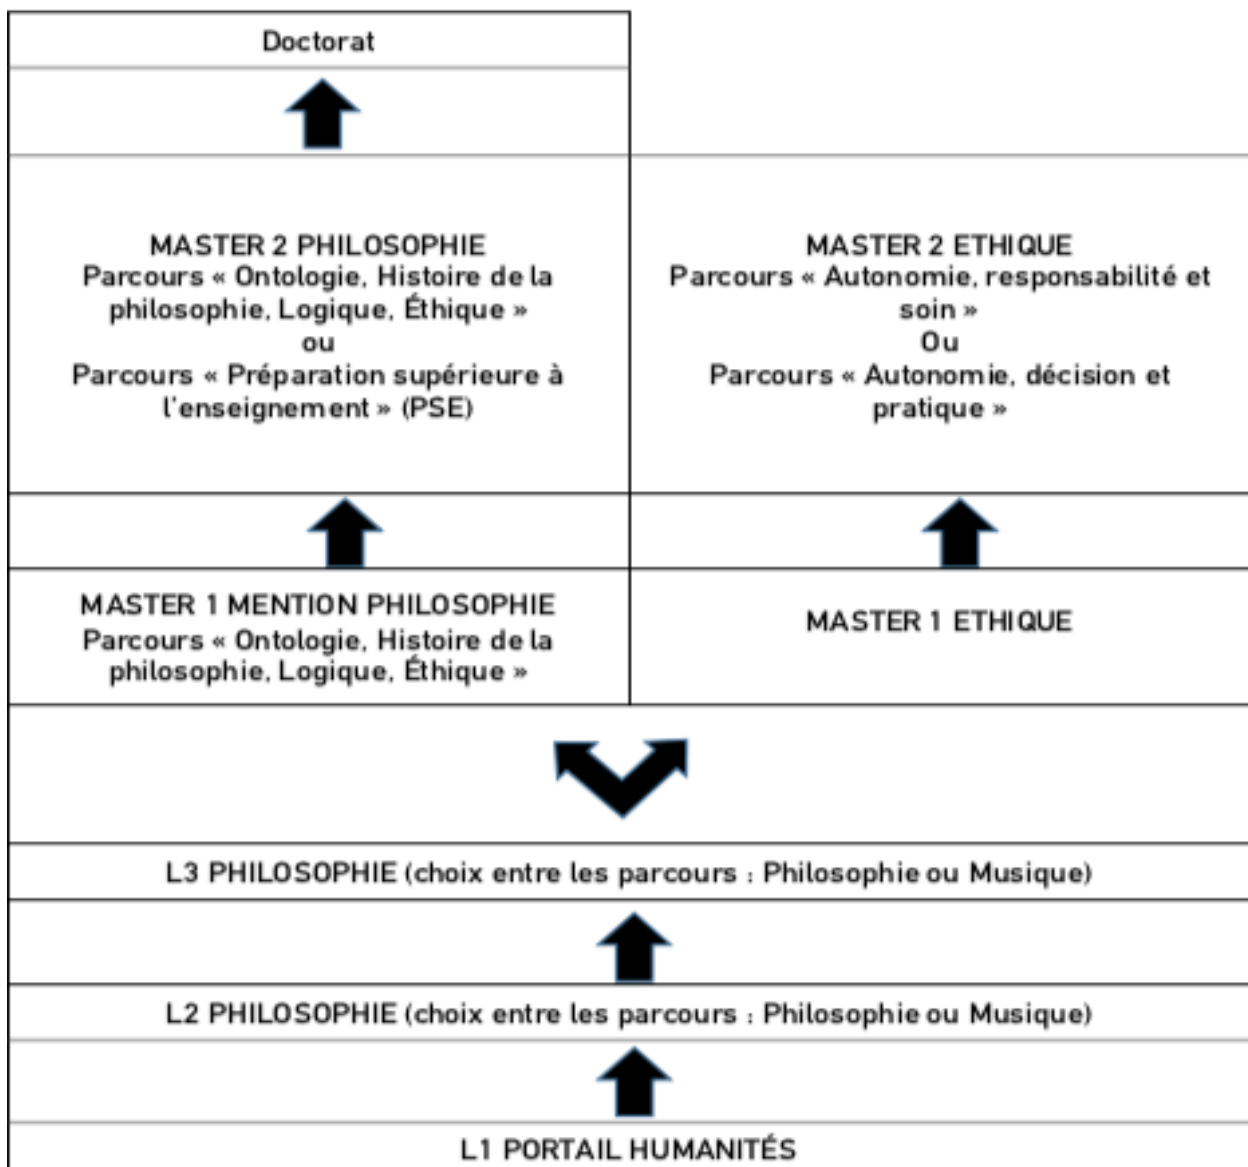 Doctorat
MASTER 2 PHILOSOPHIE
Parcours « Ontologie, Histoire de la
philosophie, Logique, Éthique »
ou
Parcours « Préparation supérieure à
l'enseignement » (PSE)
MASTER 2 ETHIQUE
Parcours « Autonomie, responsabilité et
soin »
Ou
Parcours « Autonomie, décision et
pratique »
MASTER 1 MENTION PHILOSOPHIE
Parcours « Ontologie, Histoire de la
philosophie, Logique, Éthique »
MASTER 1 ETHIQUE
L3 PHILOSOPHIE (choix entre les parcours : Philosophie ou Musique)
L2 PHILOSOPHIE (choix entre les parcours : Philosophie ou Musique)
L1 PORTAIL HUMANITÉS